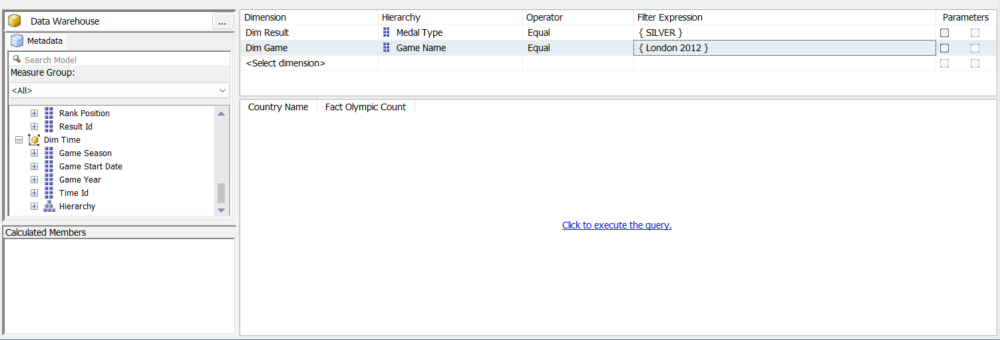 Data Warehouse
...
Metadata
Search Model
Measure Group:
<All>
Rank Position
Result Id
Dim Time
Game Season
Game Start Date
Game Year
Time Id
Hierarchy
Calculated Members
Dimension Hierarchy Operator Filter Expression Parameters
Dim Result Medal Type Equal { SILVER }
Dim Game Game Name Equal { London 2012 }
<Select dimension>
Country Name Fact Olympic Count
Click to execute the query.